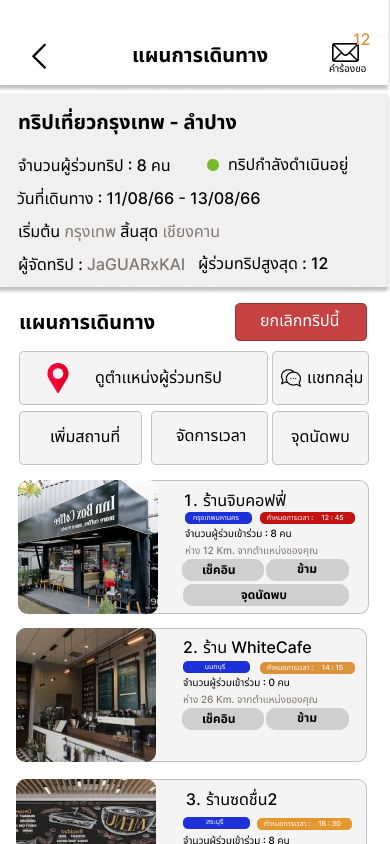 12
แผนการเดินทาง
คำร้องขอ
ทริปเที่ยวกรุงเทพ - ลำปาง
จำนวนผู้ร่วมทริป : 8 คน
ทริปกำลังดำเนินอยู่
วันที่เดินทาง : 11/08/66 - 13/08/66
เริ่มต้น กรุงเทพ สิ้นสุด เชียงคาน
ผู้จัดทริป : JaGUARxKAI ผู้ร่วมทริปสูงสุด : 12
แผนการเดินทาง
ยกเลิกทริปนี้
ดูตำแหน่งผู้ร่วมทริป
แชทกลุ่ม
เพิ่มสถานที่
จัดการเวลา
จุดนัดพบ
Inn Box Coffee
more coffee, more inn
1. ร้านจิบคอฟฟี่
กรุงเทพมหานคร
กำหนดการเวลา : 12 : 45
จำนวนผู้เข้าร่วม : 8 คน
ห่าง 12 Km. จากตำแหน่งของคุณ
เช็คอิน
ข้าม
จุดนัดพบ
2. ร้าน WhiteCafe
นนทบุรี
กำหนดการเวลา : 14 : 15
จำนวนผู้เข้าร่วม : 0 คน
ห่าง 26 Km. จากตำแหน่งของคุณ
เช็คอิน
ข้าม
3. ร้านซดชื่น2
สระบุรี
กำหนดการเวลา : 16 : 30
จำนวนผู้เข้าร่วม : 8 คน